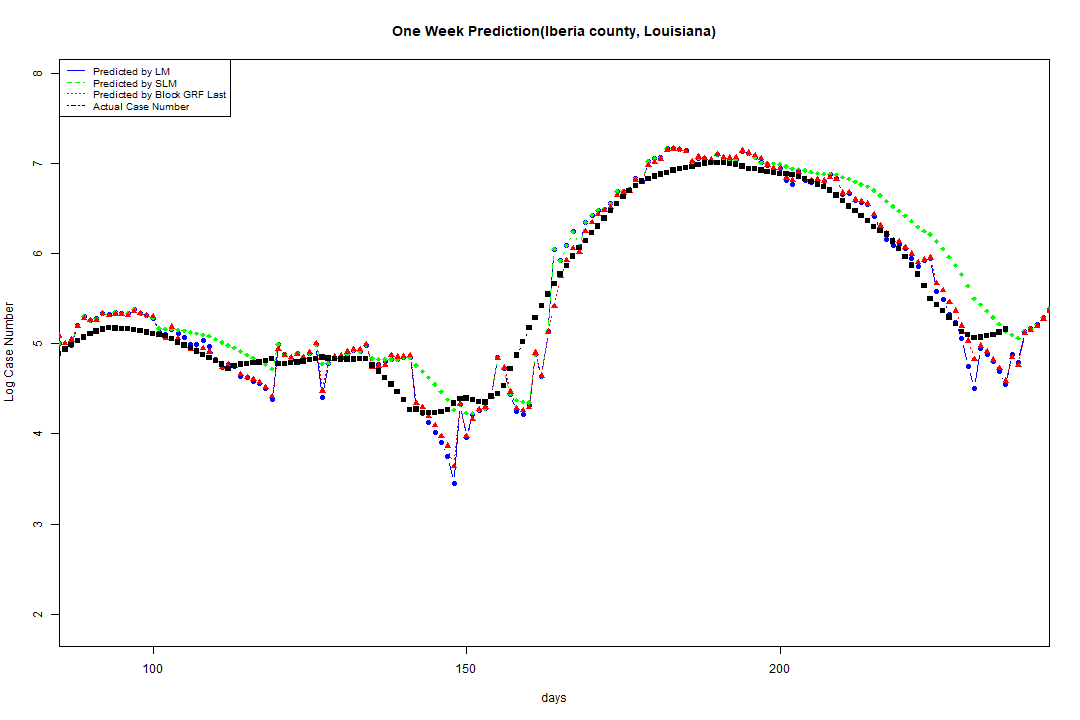 One Week Prediction(Iberia county, Louisiana)
Predicted by LM
Predicted by SLM
Predicted by Block GRF Last
Actual Case Number
8
7
6
5
4
3
2
Log Case Number
100 150 200
days